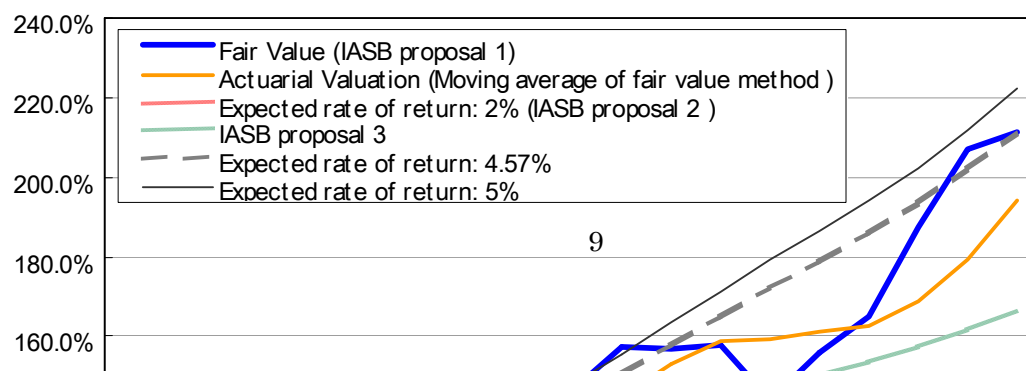 240.0%
Fair Value (IASB proposal 1)
Actuarial Valuation (Moving average of fair value method )
220.0%
Expected rate of return: 2% (IASB proposal 2 )
IASB proposal 3
Expected rate of return: 4.57%
200.0%
Expected rate of return: 5%
9
180.0%
160.0%